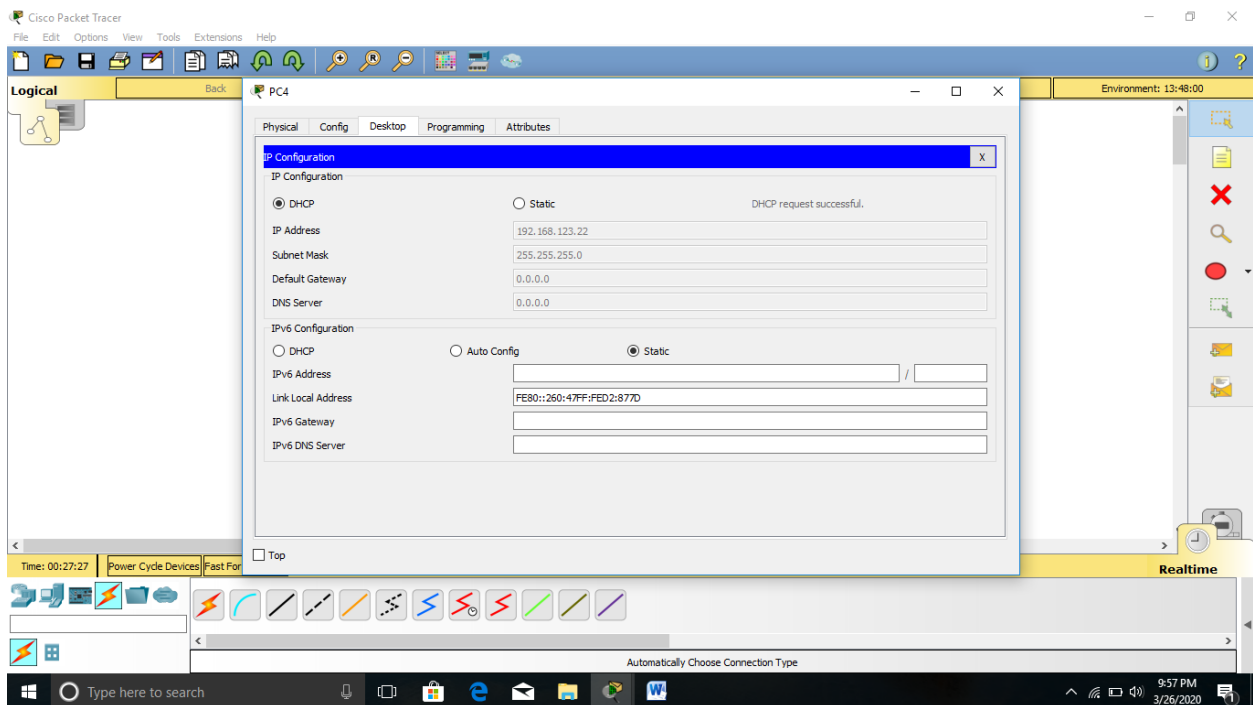 Cisco Packet Tracer
File Edit Options View Tools Extensions Help
Logical
Back
Environment: 13:48:00
PC4
Physical Config Desktop Programming Attributes
IP Configuration
X
IP Configuration
DHCP Static DHCP request successful.
IP Address 192.168.123.22
Subnet Mask 255.255.255.0
Default Gateway 0.0.0.0
DNS Server 0.0.0.0
IPv6 Configuration
DHCP Auto Config Static
IPv6 Address /
Link Local Address FE80::260:47FF:FED2:877D
IPv6 Gateway
IPv6 DNS Server
Top
Time: 00:27:27 Power Cycle Devices Fast For
Realtime
Automatically Choose Connection Type
Type here to search
9:57 PM
3/26/2020